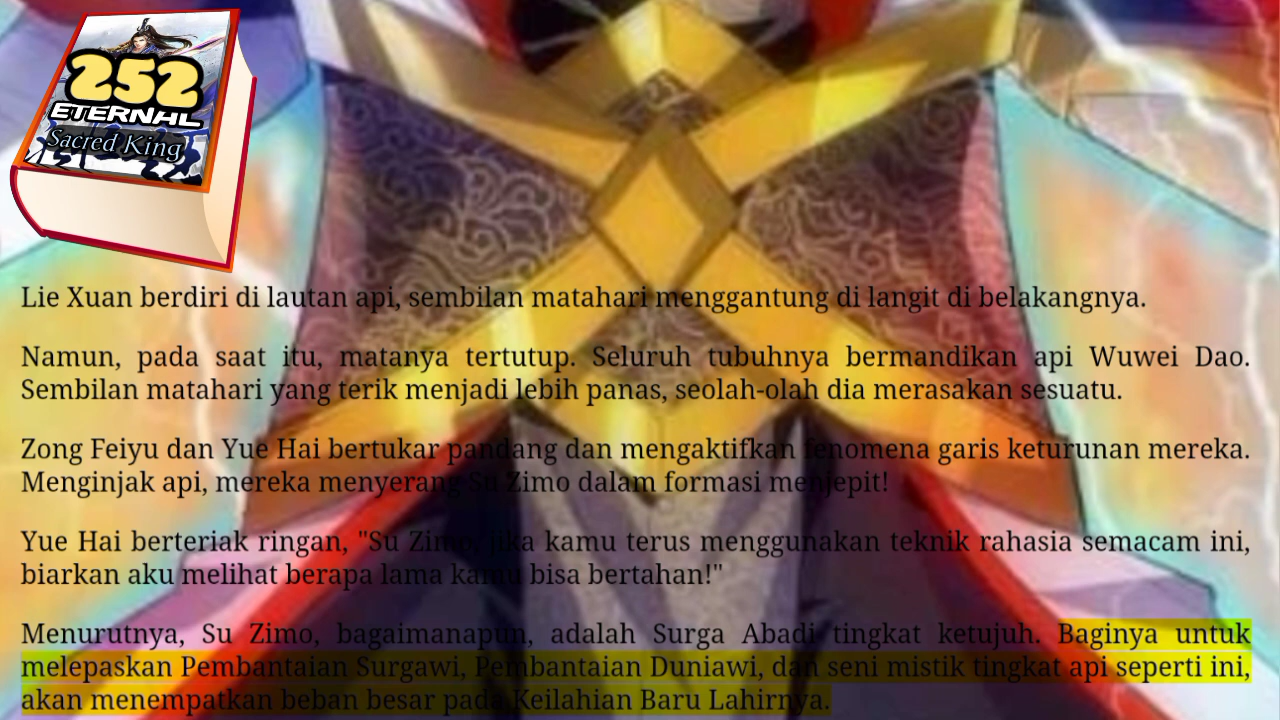 252
ETERNAL
Sacred King
Lie Xuan berdiri di lautan api, sembilan matahari menggantung di langit di belakangnya.
Namun, pada saat itu, matanya tertutup. Seluruh tubuhnya bermandikan api Wuwei Dao.
Sembilan matahari yang terik menjadi lebih panas, seolah-olah dia merasakan sesuatu.
Zong Feiyu dan Yue Hai bertukar pandang dan mengaktifkan fenomena garis keturunan mereka.
Menginjak api, mereka menyerang Su Zimo dalam formasi menjepit!
Yue Hai berteriak ringan, "Su Zimo, jika kamu terus menggunakan teknik rahasia semacam ini,
biarkan aku melihat berapa lama kamu bisa bertahan!"
Menurutnya, Su Zimo, bagaimanapun, adalah Surga Abadi tingkat ketujuh. Baginya untuk
melepaskan Pembantaian Surgawi, Pembantaian Duniawi, dan seni mistik tingkat api seperti ini,
akan menempatkan beban besar pada Keilahian Baru Lahirnya.